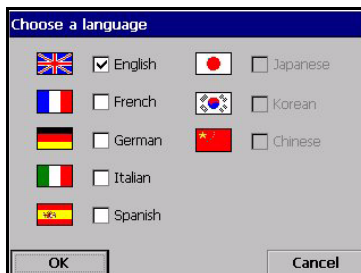 Choose a language
English
Japanese
French
Korean
German
Chinese
Italian
Spanish
OK
Cancel